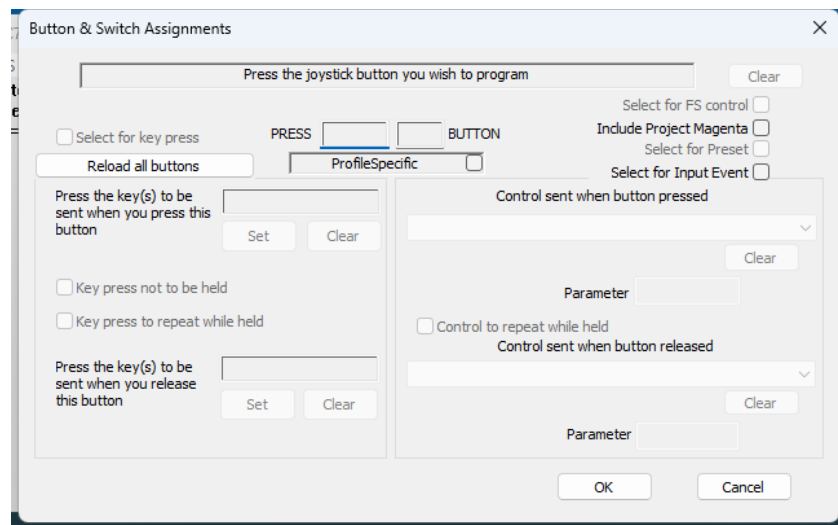 Button & Switch Assignments
Press the joystick button you wish to program
Clear
Select for FS control
Select for key press
PRESS
BUTTON
Include Project Magenta
Select for Preset
Reload all buttons
ProfileSpecific
Select for Input Event
Press the key(s) to be
sent when you press this
button
Set
Clear
Key press not to be held
Key press to repeat while held
Press the key(s) to be
sent when you release
this button
Set
Clear
Control sent when button pressed
Clear
Parameter
Control to repeat while held
Control sent when button released
Clear
Parameter
OK
Cancel